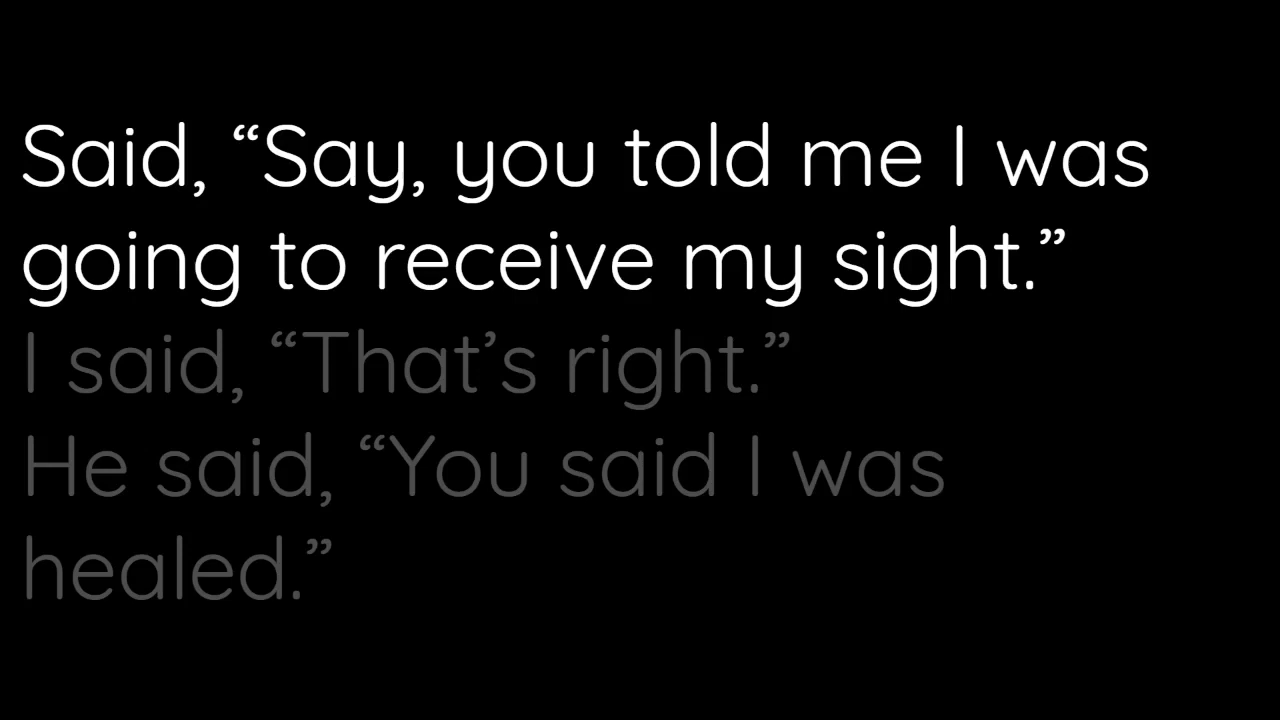 Said, “Say, you told me I was
going to receive my sight.”
I said, “That’s right.”
He said, “You said I was
healed.”